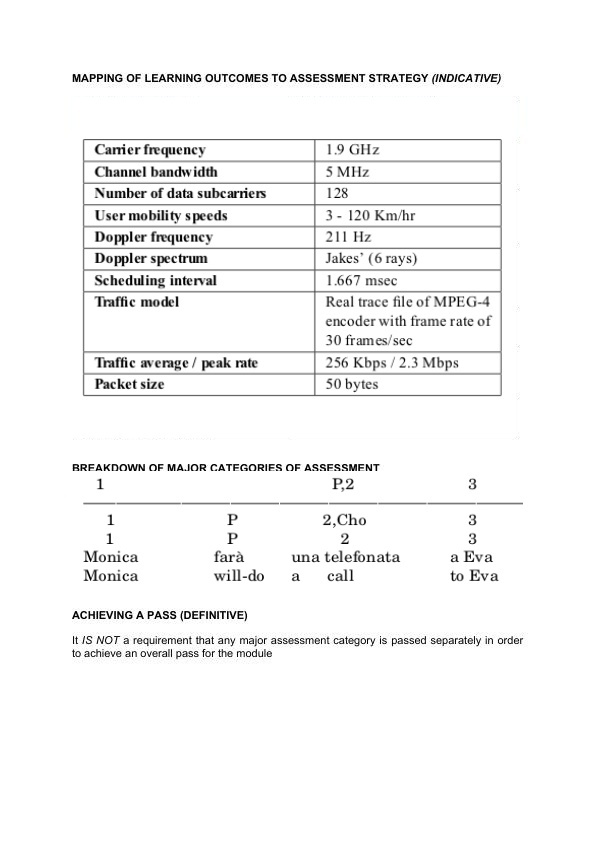 MAPPING OF LEARNING OUTCOMES TO ASSESSMENT STRATEGY (INDICATIVE)
Carrier frequency 1.9 GHz
Channel bandwidth 5 MHz
Number of data subcarriers 128
User mobility speeds 3 - 120 Km/hr
Doppler frequency 211 Hz
Doppler spectrum Jakes' (6 rays)
Scheduling interval 1.667 msec
Traffic model Real trace file of MPEG-4
encoder with frame rate of
30 frames/sec
Traffic average / peak rate 256 Kbps / 2.3 Mbps
Packet size 50 bytes
BREAKDOWN OF MAJOR CATEGORIES OF ASSESSMENT
1 P,2 3
1 P 2,Cho 3
1 P 2 3
Monica farà una telefonata a Eva
Monica will-do a call to Eva
ACHIEVING A PASS (DEFINITIVE)
It IS NOT a requirement that any major assessment category is passed separately in order
to achieve an overall pass for the module